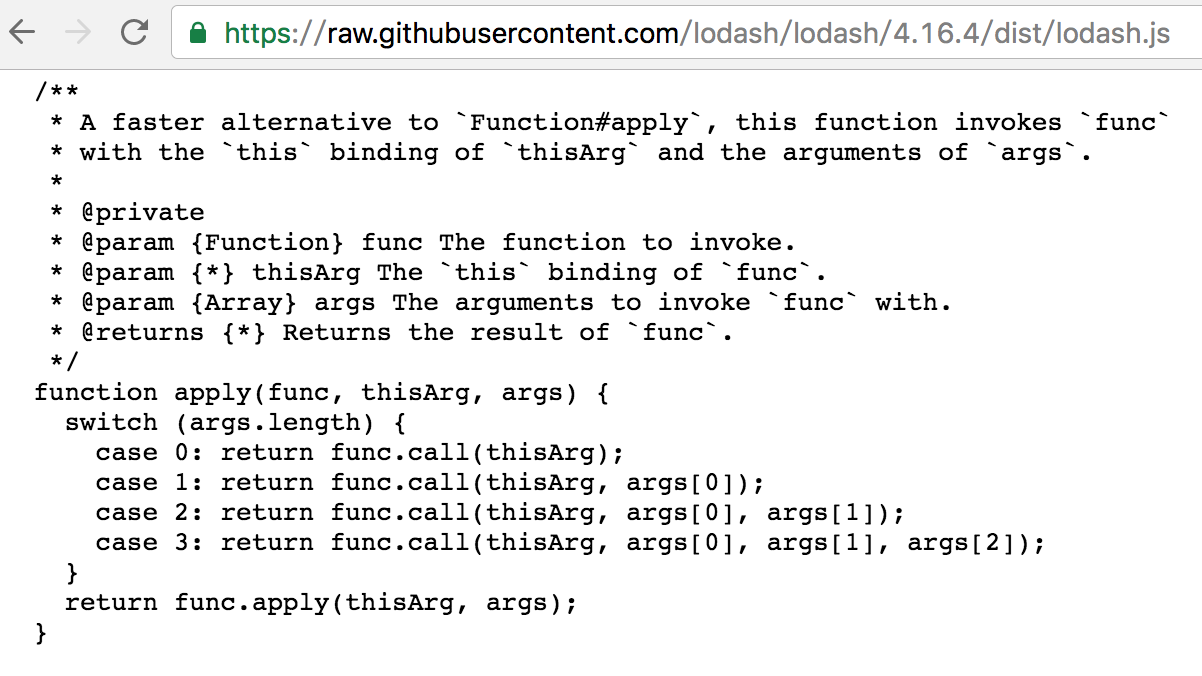 https://raw.githubusercontent.com/lodash/lodash/4.16.4/dist/lodash.js
/**
 * A faster alternative to `Function#apply`, this function invokes `func`
 * with the `this` binding of `thisArg` and the arguments of `args`.
 *
 * @private
 * @param {Function} func The function to invoke.
 * @param {*} thisArg The `this` binding of `func`.
 * @param {Array} args The arguments to invoke `func` with.
 * @returns {*} Returns the result of `func`.
 */
function apply(func, thisArg, args) {
  switch (args.length) {
    case 0: return func.call(thisArg);
    case 1: return func.call(thisArg, args[0]);
    case 2: return func.call(thisArg, args[0], args[1]);
    case 3: return func.call(thisArg, args[0], args[1], args[2]);
  }
  return func.apply(thisArg, args);
}